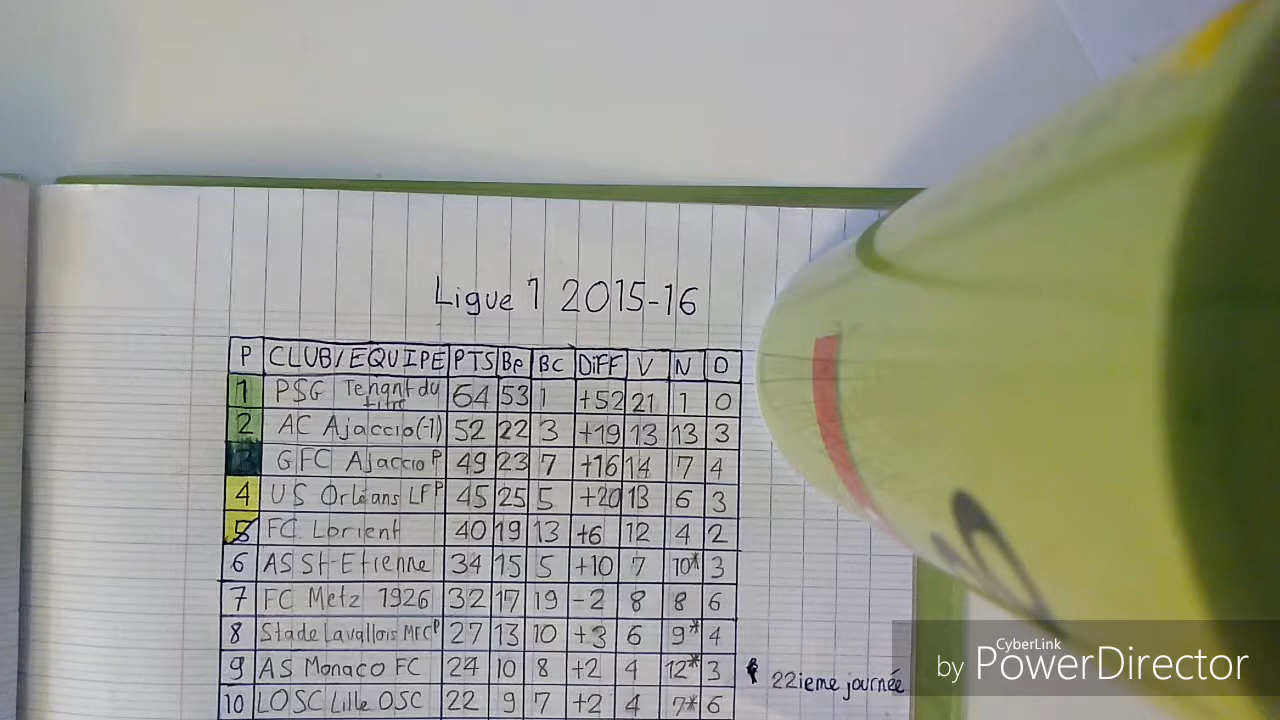 Ligue 1 2015-16
P CLUB/EQUIPE PTS Bp BC DiFF V N D
1 PSG Tenant du titre 64 53 1 +52 21 1 0
2 AC Ajaccio(-1) 52 22 3 +19 13 13 3
3 GFC Ajaccio P 49 23 7 +16 14 7 4
4 US Orléans LF P 45 25 5 +20 13 6 3
5 FC Lorient 40 19 13 +6 12 4 2
6 AS St-Etienne 34 15 5 +10 7 10* 3
7 FC Metz 1926 32 17 19 -2 8 8 6
8 Stade Lavallois MFC P 27 13 10 +3 6 9* 4
9 AS Monaco FC 24 10 8 +2 4 12* 3
22ieme journée
10 LOSC Lille OSC 22 9 7 +2 4 7* 6
CyberLink
by PowerDirector